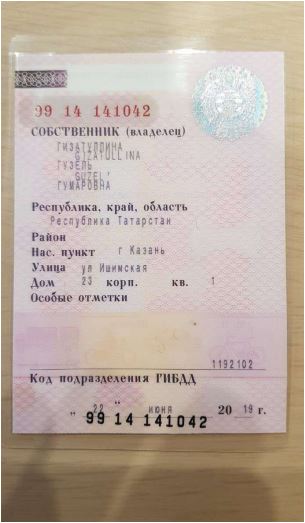 99 14 141042
СОБСТВЕННИК (владелец)
ГИЗАТУЛЛИНА
GIZATULLINA
ГУЗЕЛЬ
GUZEL'
ГУМАРОВНА
Республика, край, область
Республика Татарстан
Район
Нас. пункт г Казань
Улица ул Ишимская
Дом 23 корп. кв. 1
Особые отметки
1192102
Код подразделения ГИБДД
" 22 " июня 20 19 г.
99 14 141042